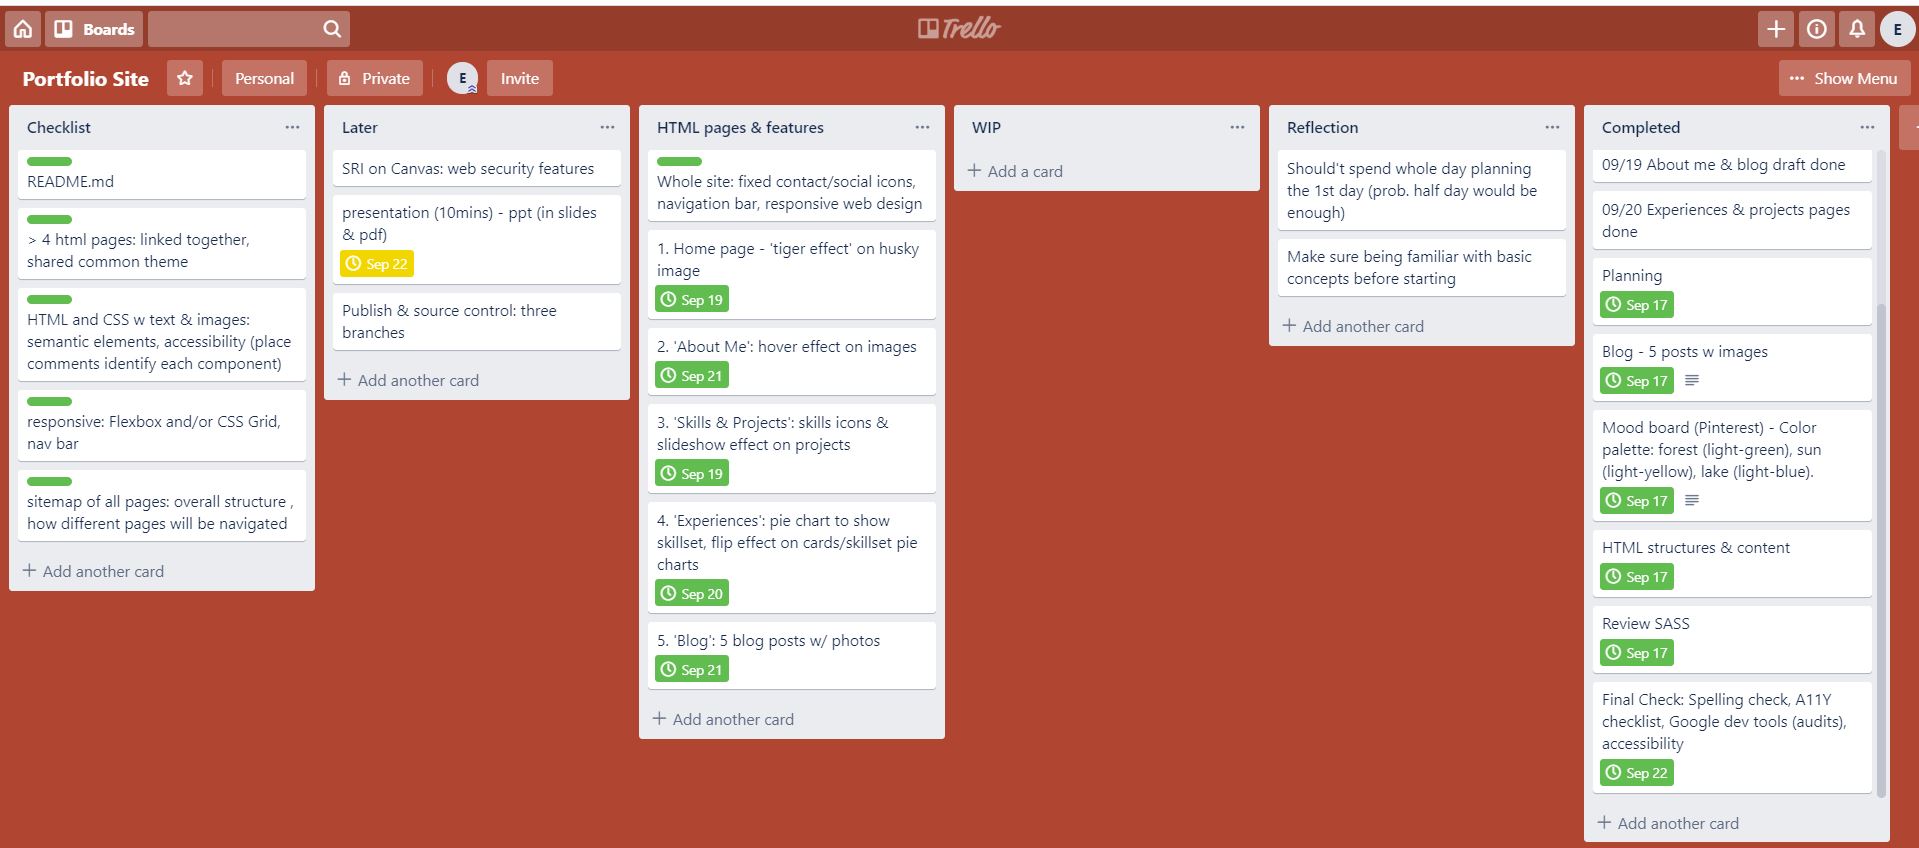 Boards
Trello
E
Portfolio Site
Personal
Private
E
Invite
Show Menu
Checklist
README.md
> 4 html pages: linked together,
shared common theme
HTML and CSS w text & images:
semantic elements, accessibility (place
comments identify each component)
responsive: Flexbox and/or CSS Grid,
nav bar
sitemap of all pages: overall structure ,
how different pages will be navigated
Add another card
Later
SRI on Canvas: web security features
presentation (10mins) - ppt (in slides
& pdf)
Sep 22
Publish & source control: three
branches
Add another card
HTML pages & features
Whole site: fixed contact/social icons,
navigation bar, responsive web design
1. Home page - 'tiger effect' on husky
image
Sep 19
2. 'About Me': hover effect on images
Sep 21
3. 'Skills & Projects': skills icons &
slideshow effect on projects
Sep 19
4. 'Experiences': pie chart to show
skillset, flip effect on cards/skillset pie
charts
Sep 20
5. 'Blog': 5 blog posts w/ photos
Sep 21
Add another card
WIP
Add a card
Reflection
Should't spend whole day planning
the 1st day (prob. half day would be
enough)
Make sure being familiar with basic
concepts before starting
Add another card
Completed
09/19 About me & blog draft done
09/20 Experiences & projects pages
done
Planning
Sep 17
Blog - 5 posts w images
Sep 17
Mood board (Pinterest) - Color
palette: forest (light-green), sun
(light-yellow), lake (light-blue).
Sep 17
HTML structures & content
Sep 17
Review SASS
Sep 17
Final Check: Spelling check, A11Y
checklist, Google dev tools (audits),
accessibility
Sep 22
Add another card